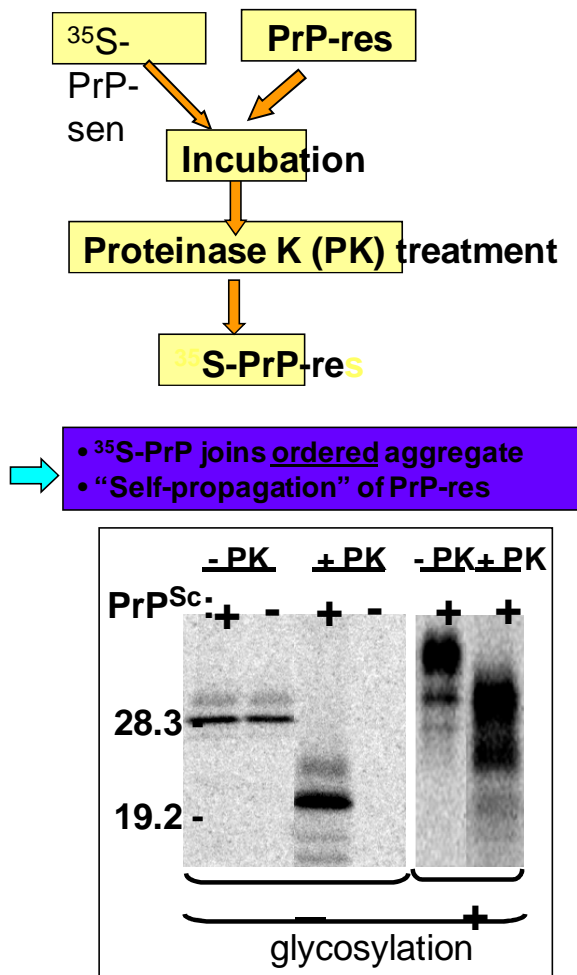 ³⁵S-
PrP-
sen
PrP-res
Incubation
Proteinase K (PK) treatment
³⁵S-PrP-res
• ³⁵S-PrP joins ordered aggregate
• “Self-propagation” of PrP-res
- PK + PK - PK + PK
PrPSc: + - + - + +
28.3 -
19.2 -
− +
glycosylation